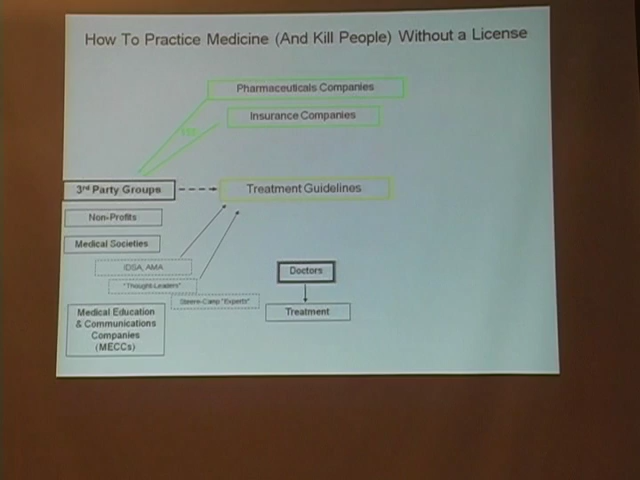 How To Practice Medicine (And Kill People) Without a License
Pharmaceuticals Companies
Insurance Companies
3rd Party Groups
Treatment Guidelines
Non-Profits
Medical Societies
IDSA, AMA
Doctors
"Thought-Leaders"
Steere-Camp "Experts"
Medical Education
& Communications
Companies
(MECCs)
Treatment